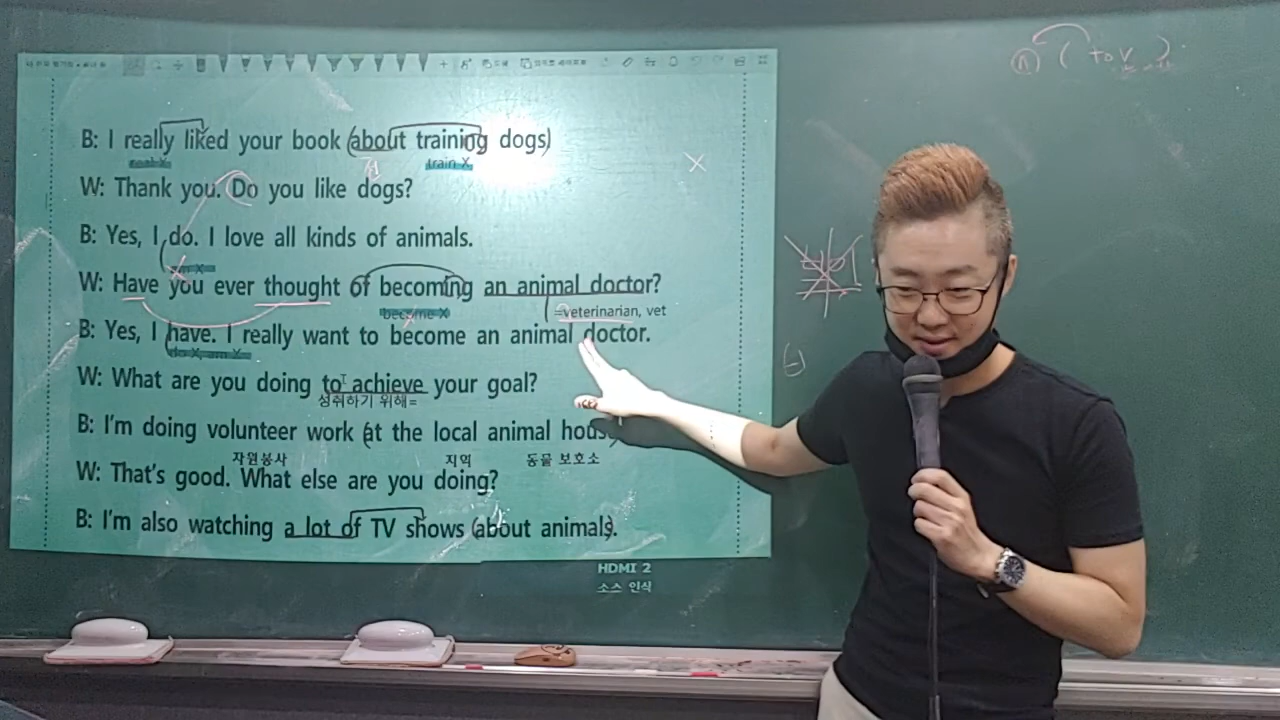 B: I really liked your book (about training dogs)
real X train X
W: Thank you. Do you like dogs?
B: Yes, I do. I love all kinds of animals.
W: Have you ever thought of becoming an animal doctor?
become X =veterinarian, vet
B: Yes, I have. I really want to become an animal doctor.
do X, am X
W: What are you doing to achieve your goal?
성취하기 위해=
B: I'm doing volunteer work (at the local animal
자원봉사 지역 동물 보호소
W: That's good. What else are you doing?
B: I'm also watching a lot of TV shows (about animals).
HDMI 2
소스 인식